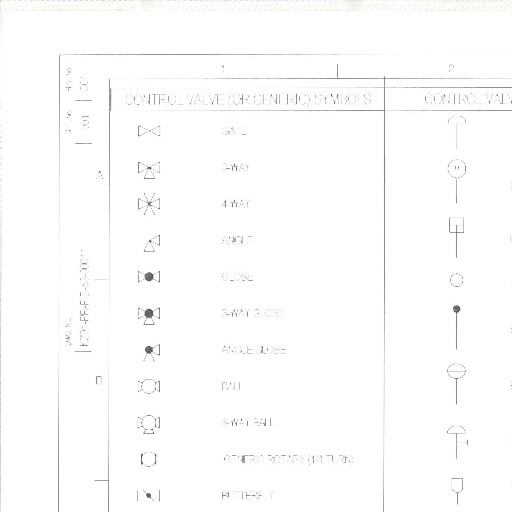 1
2
CONTROL VALVE (OR GENERIC) SYMBOLS
CONTROL VALV
GATE
3-WAY
4-WAY
ANGLE
GLOBE
3-WAY GLOBE
ANGLE GLOBE
BALL
3-WAY BALL
GENERIC ROTARY (1/4 TURN)
BUTTERFLY
A
B
001